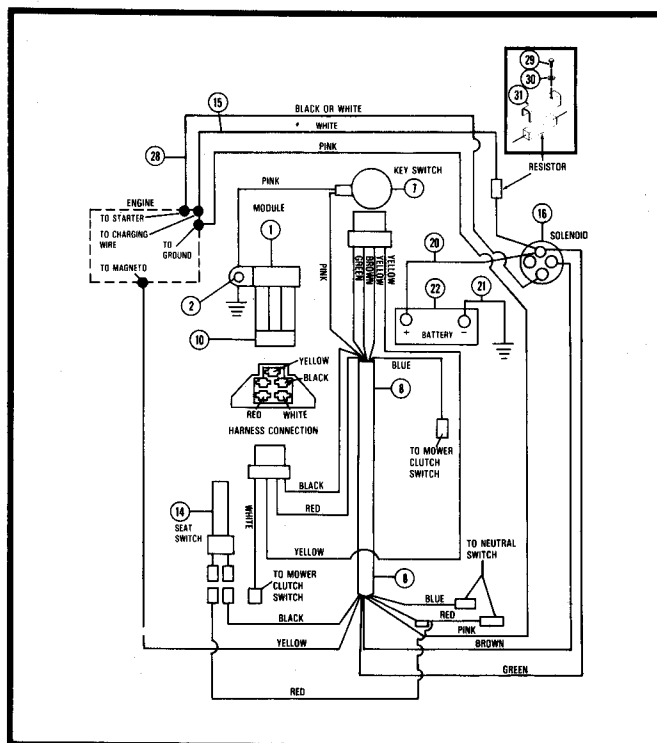 29
30
31
15
BLACK OR WHITE
WHITE
28
PINK
RESISTOR
KEY SWITCH
7
ENGINE
PINK
MODULE
16
SOLENOID
TO STARTER
TO CHARGING
WIRE
1
TO
GROUND
20
TO MAGNETO
PINK
GREEN
BROWN
YELLOW
YELLOW
22
21
2
+
BATTERY
−
10
YELLOW
BLUE
BLACK
8
RED
WHITE
HARNESS CONNECTION
TO MOWER
CLUTCH
SWITCH
BLACK
14
RED
SEAT
SWITCH
WHITE
YELLOW
TO NEUTRAL
SWITCH
TO MOWER
CLUTCH
SWITCH
8
BLUE
RED
BLACK
PINK
YELLOW
BROWN
GREEN
RED